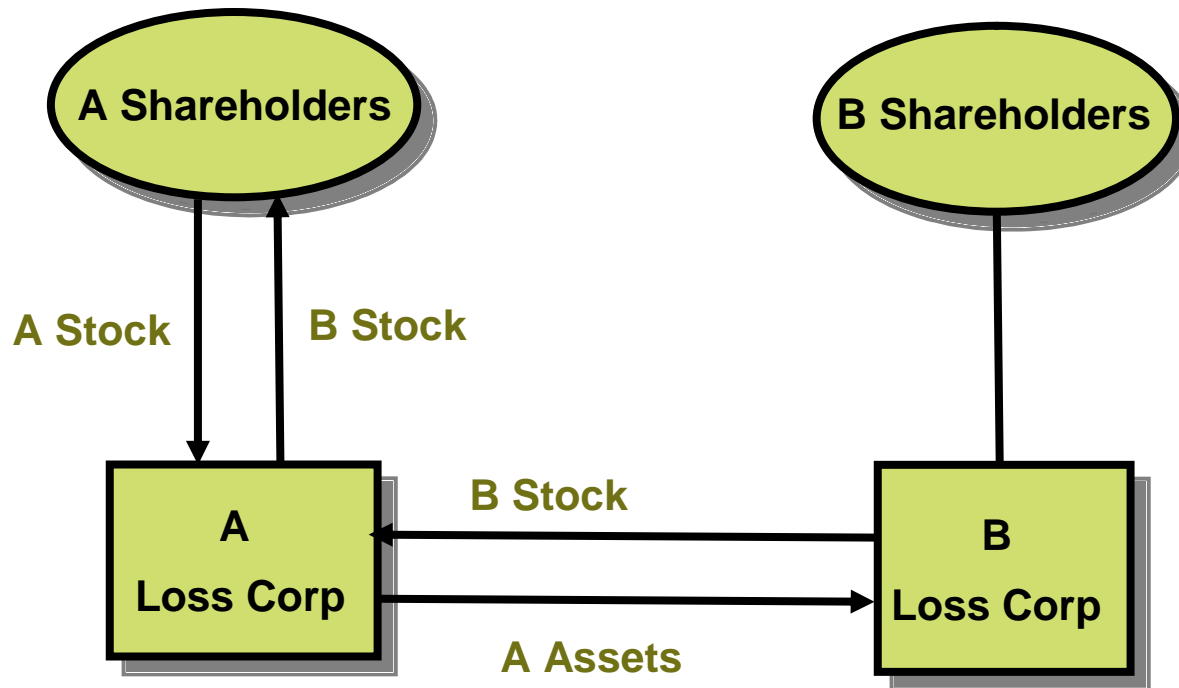 A Shareholders
B Shareholders
A Stock
B Stock
B Stock
A
Loss Corp
B
Loss Corp
A Assets